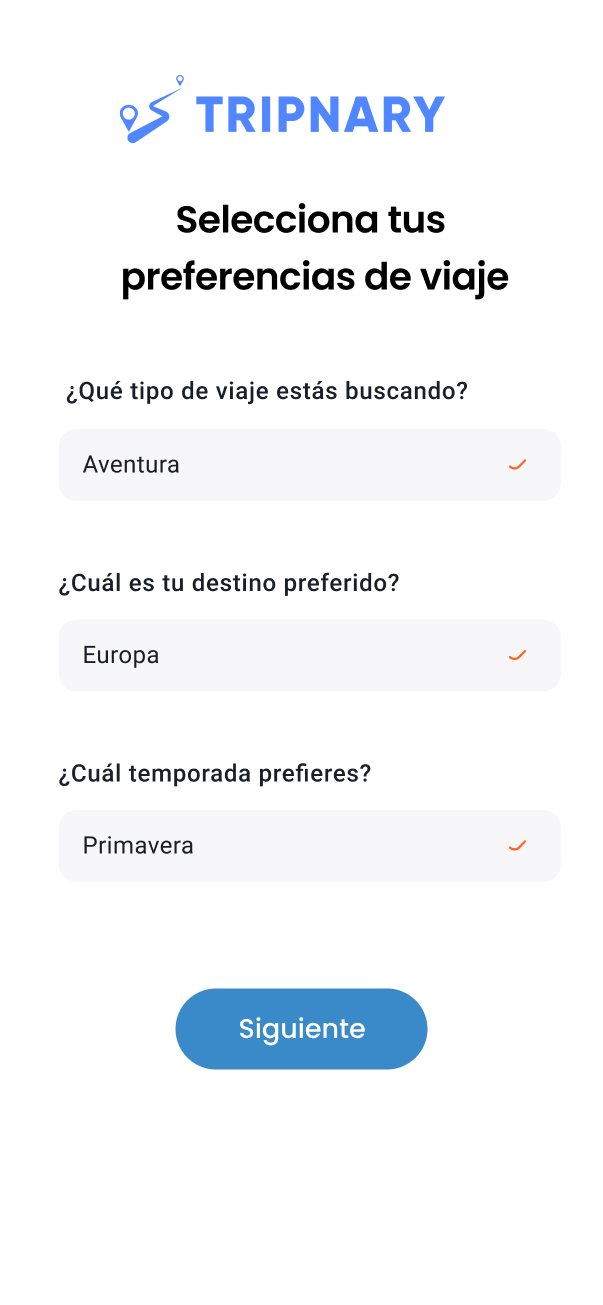 TRIPNARY
Selecciona tus
preferencias de viaje
¿Qué tipo de viaje estás buscando?
Aventura
¿Cuál es tu destino preferido?
Europa
¿Cuál temporada prefieres?
Primavera
Siguiente